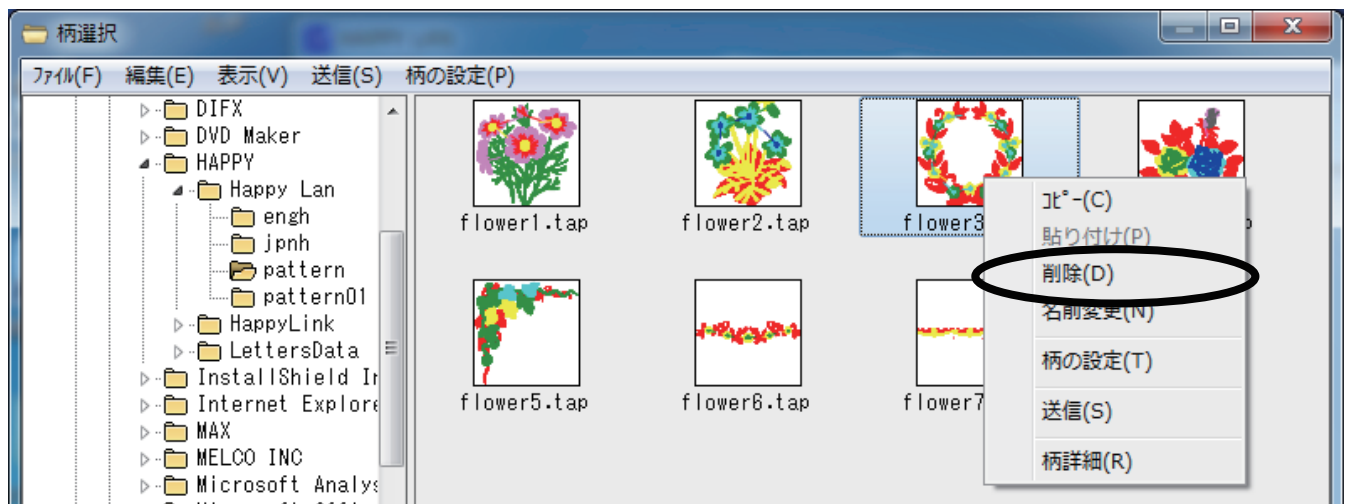 柄選択
ﾌｧｲﾙ(F) 編集(E) 表示(V) 送信(S) 柄の設定(P)
DIFX
DVD Maker
HAPPY
Happy Lan
engh
jpnh
pattern
pattern01
HappyLink
LettersData
InstallShield
Internet Explore
MAX
MELCO INC
Microsoft Analys
flower1.tap
flower2.tap
flower3
flower5.tap
flower6.tap
flower7
ｺﾋﾟｰ(C)
貼り付け(P)
削除(D)
名前変更(N)
柄の設定(T)
送信(S)
柄詳細(R)